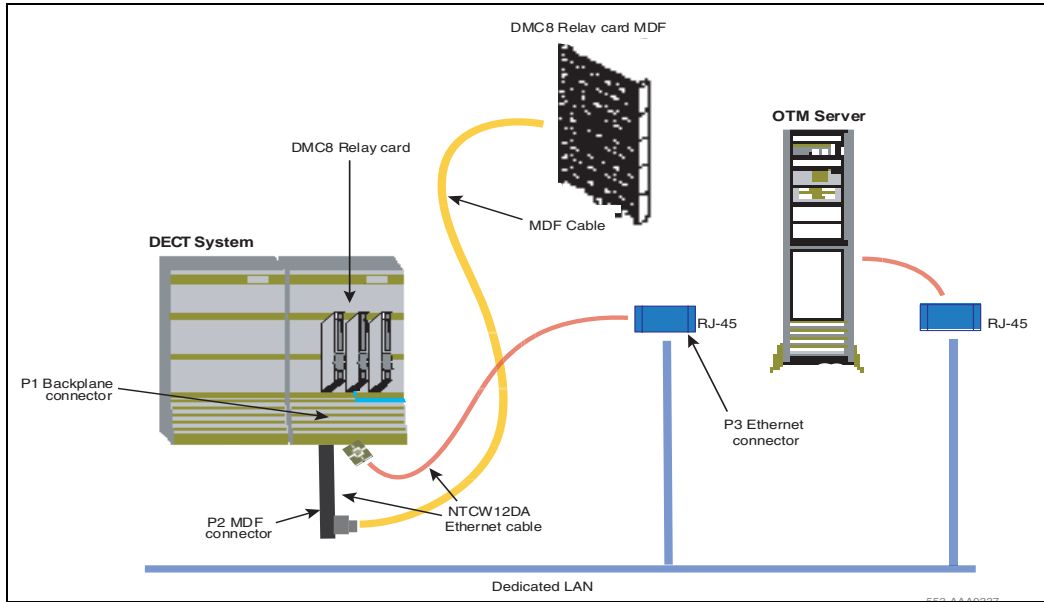 DMC8 Relay card MDF
OTM Server
DMC8 Relay card
MDF Cable
DECT System
RJ-45
RJ-45
P1 Backplane
connector
P3 Ethernet
connector
NTCW12DA
Ethernet cable
P2 MDF
connector
Dedicated LAN